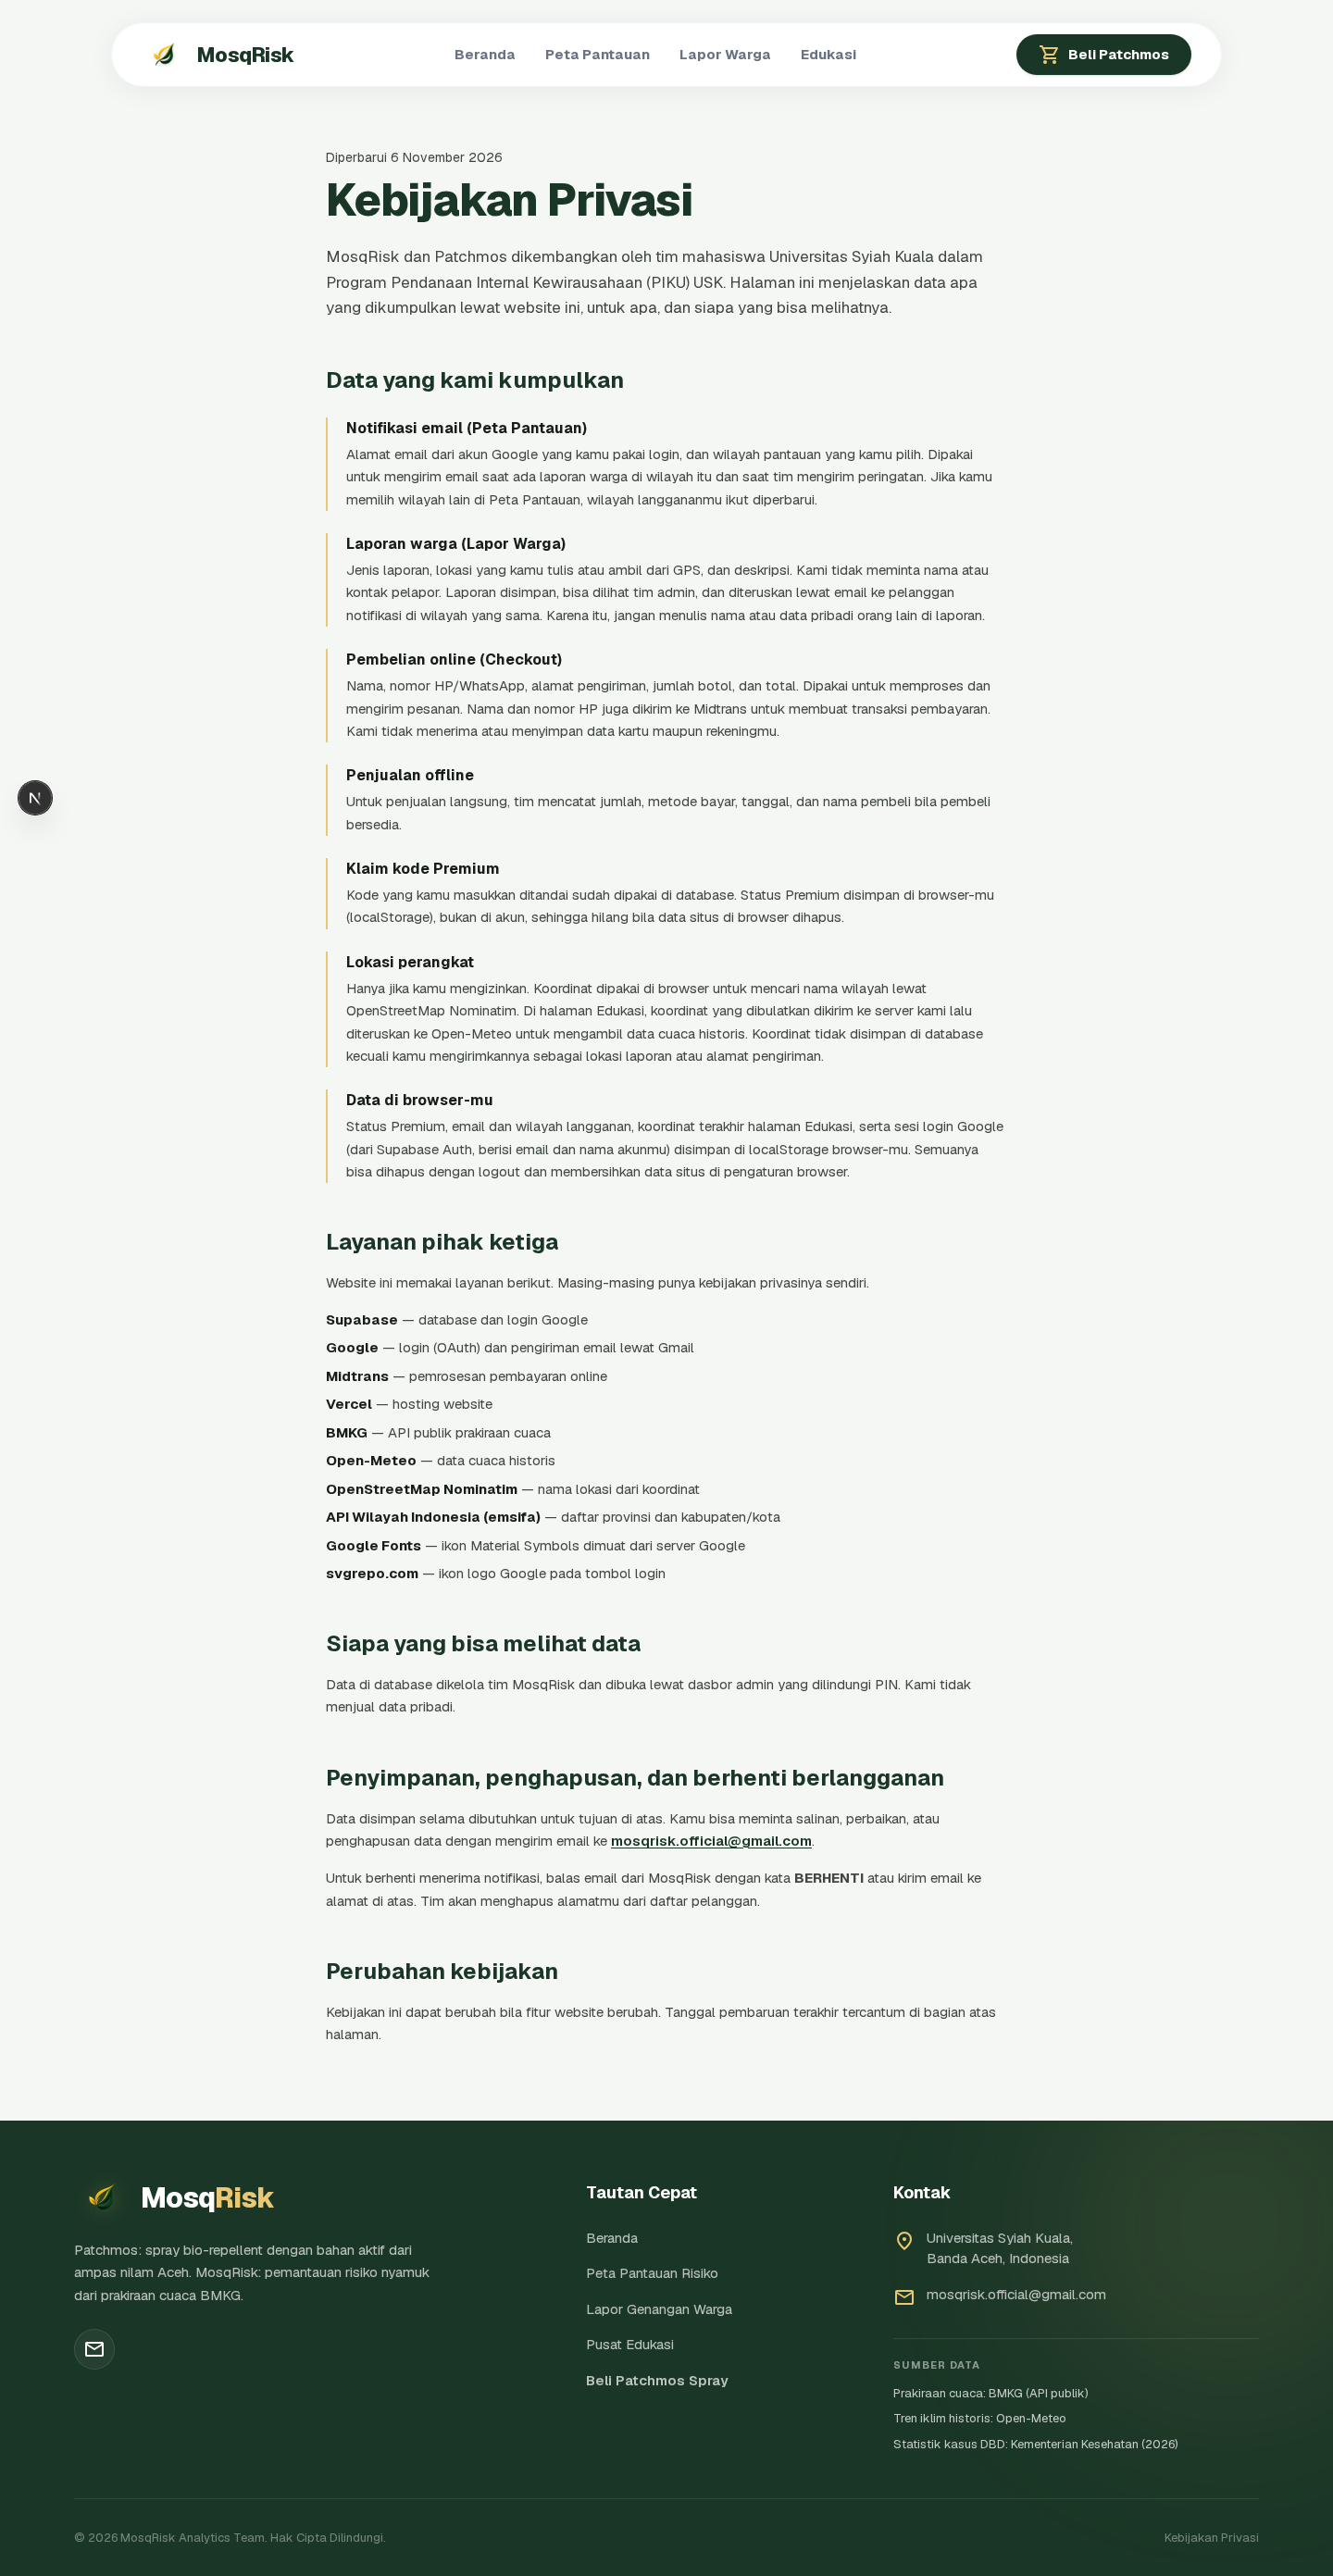 MosqRisk
Beranda
Peta Pantauan
Lapor Warga
Edukasi
Beli Patchmos
Diperbarui 6 November 2026
Kebijakan Privasi
MosqRisk dan Patchmos dikembangkan oleh tim mahasiswa Universitas Syiah Kuala dalam
Program Pendanaan Internal Kewirausahaan (PIKU) USK. Halaman ini menjelaskan data apa
yang dikumpulkan lewat website ini, untuk apa, dan siapa yang bisa melihatnya.
Data yang kami kumpulkan
Notifikasi email (Peta Pantauan)
Alamat email dari akun Google yang kamu pakai login, dan wilayah pantauan yang kamu pilih. Dipakai
untuk mengirim email saat ada laporan warga di wilayah itu dan saat tim mengirim peringatan. Jika kamu
memilih wilayah lain di Peta Pantauan, wilayah langgananmu ikut diperbarui.
Laporan warga (Lapor Warga)
Jenis laporan, lokasi yang kamu tulis atau ambil dari GPS, dan deskripsi. Kami tidak meminta nama atau
kontak pelapor. Laporan disimpan, bisa dilihat tim admin, dan diteruskan lewat email ke pelanggan
notifikasi di wilayah yang sama. Karena itu, jangan menulis nama atau data pribadi orang lain di laporan.
Pembelian online (Checkout)
Nama, nomor HP/WhatsApp, alamat pengiriman, jumlah botol, dan total. Dipakai untuk memproses dan
mengirim pesanan. Nama dan nomor HP juga dikirim ke Midtrans untuk membuat transaksi pembayaran.
Kami tidak menerima atau menyimpan data kartu maupun rekeningmu.
Penjualan offline
Untuk penjualan langsung, tim mencatat jumlah, metode bayar, tanggal, dan nama pembeli bila pembeli
bersedia.
Klaim kode Premium
Kode yang kamu masukkan ditandai sudah dipakai di database. Status Premium disimpan di browser-mu
(localStorage), bukan di akun, sehingga hilang bila data situs di browser dihapus.
Lokasi perangkat
Hanya jika kamu mengizinkan. Koordinat dipakai di browser untuk mencari nama wilayah lewat
OpenStreetMap Nominatim. Di halaman Edukasi, koordinat yang dibulatkan dikirim ke server kami lalu
diteruskan ke Open-Meteo untuk mengambil data cuaca historis. Koordinat tidak disimpan di database
kecuali kamu mengirimkannya sebagai lokasi laporan atau alamat pengiriman.
Data di browser-mu
Status Premium, email dan wilayah langganan, koordinat terakhir halaman Edukasi, serta sesi login Google
(dari Supabase Auth, berisi email dan nama akunmu) disimpan di localStorage browser-mu. Semuanya
bisa dihapus dengan logout dan membersihkan data situs di pengaturan browser.
Layanan pihak ketiga
Website ini memakai layanan berikut. Masing-masing punya kebijakan privasinya sendiri.
Supabase — database dan login Google
Google — login (OAuth) dan pengiriman email lewat Gmail
Midtrans — pemrosesan pembayaran online
Vercel — hosting website
BMKG — API publik prakiraan cuaca
Open-Meteo — data cuaca historis
OpenStreetMap Nominatim — nama lokasi dari koordinat
API Wilayah Indonesia (emsifa) — daftar provinsi dan kabupaten/kota
Google Fonts — ikon Material Symbols dimuat dari server Google
svgrepo.com — ikon logo Google pada tombol login
Siapa yang bisa melihat data
Data di database dikelola tim MosqRisk dan dibuka lewat dasbor admin yang dilindungi PIN. Kami tidak
menjual data pribadi.
Penyimpanan, penghapusan, dan berhenti berlangganan
Data disimpan selama dibutuhkan untuk tujuan di atas. Kamu bisa meminta salinan, perbaikan, atau
penghapusan data dengan mengirim email ke mosqrisk.official@gmail.com.
Untuk berhenti menerima notifikasi, balas email dari MosqRisk dengan kata BERHENTI atau kirim email ke
alamat di atas. Tim akan menghapus alamatmu dari daftar pelanggan.
Perubahan kebijakan
Kebijakan ini dapat berubah bila fitur website berubah. Tanggal pembaruan terakhir tercantum di bagian atas
halaman.
MosqRisk
Patchmos: spray bio-repellent dengan bahan aktif dari
ampas nilam Aceh. MosqRisk: pemantauan risiko nyamuk
dari prakiraan cuaca BMKG.
Tautan Cepat
Beranda
Peta Pantauan Risiko
Lapor Genangan Warga
Pusat Edukasi
Beli Patchmos Spray
Kontak
Universitas Syiah Kuala,
Banda Aceh, Indonesia
mosqrisk.official@gmail.com
SUMBER DATA
Prakiraan cuaca: BMKG (API publik)
Tren iklim historis: Open-Meteo
Statistik kasus DBD: Kementerian Kesehatan (2026)
© 2026 MosqRisk Analytics Team. Hak Cipta Dilindungi.
Kebijakan Privasi